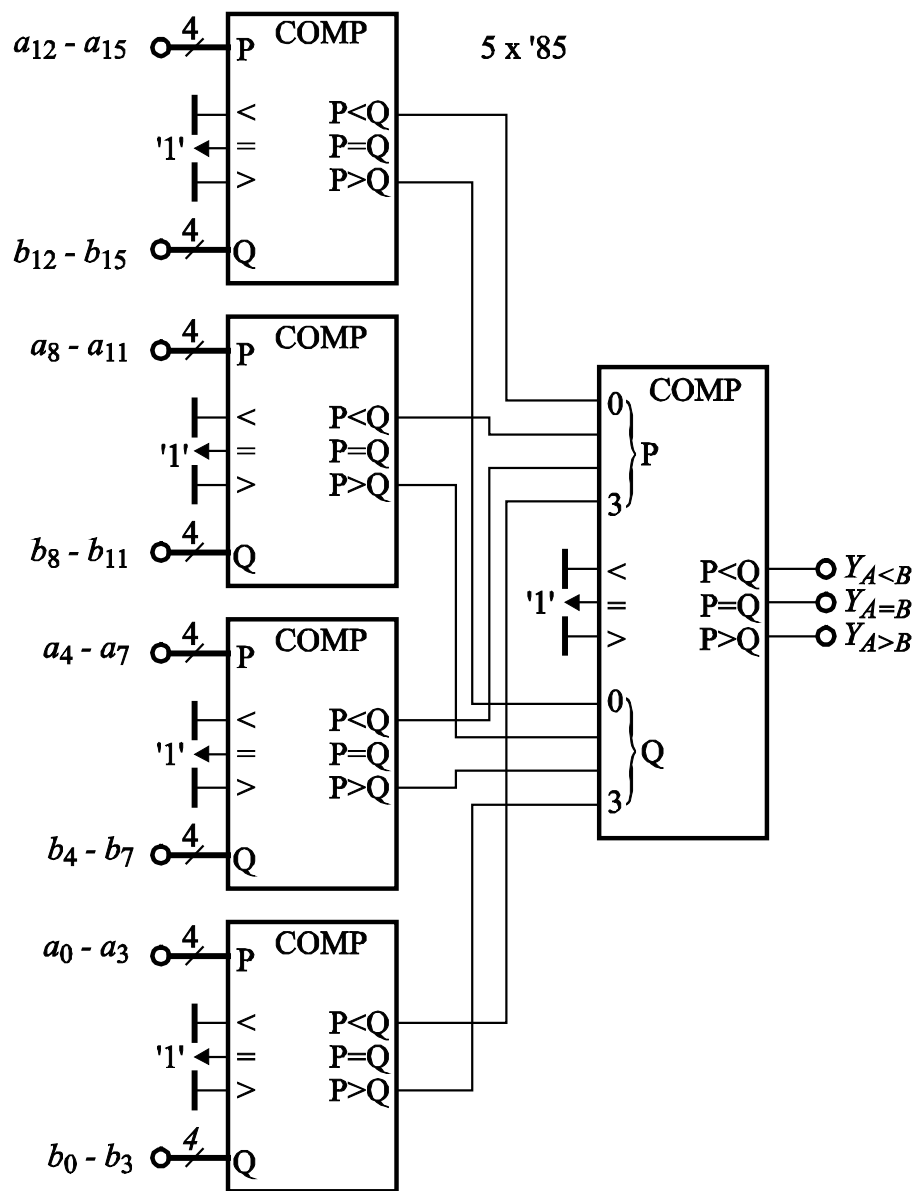 5 x '85
COMP
a12 - a15
4
P
<
P<Q
'1'
=
P=Q
>
P>Q
b12 - b15
4
Q
COMP
a8 - a11
4
P
<
P<Q
'1'
=
P=Q
>
P>Q
b8 - b11
4
Q
COMP
a4 - a7
4
P
<
P<Q
'1'
=
P=Q
>
P>Q
b4 - b7
4
Q
COMP
a0 - a3
4
P
<
P<Q
'1'
=
P=Q
>
P>Q
b0 - b3
4
Q
COMP
0
P
3
<
P<Q
YA<B
'1'
=
P=Q
YA=B
>
P>Q
YA>B
0
Q
3